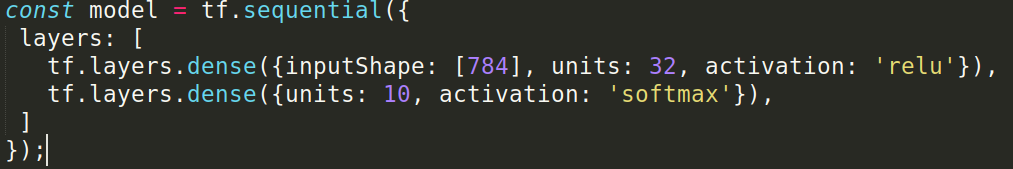 const model = tf.sequential({
 layers: [
   tf.layers.dense({inputShape: [784], units: 32, activation: 'relu'}),
   tf.layers.dense({units: 10, activation: 'softmax'}),
 ]
});